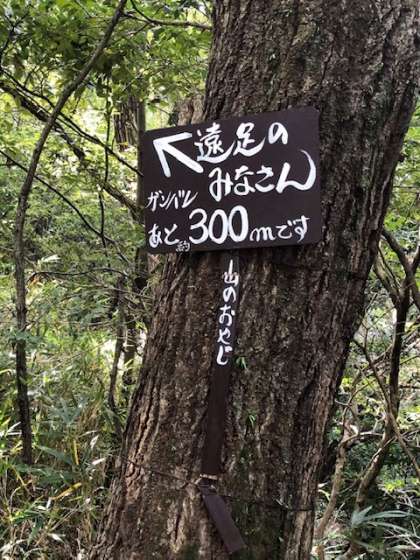 ← 遠足の
みなさん
ガンバレ
あと約300mです
山のおやじ